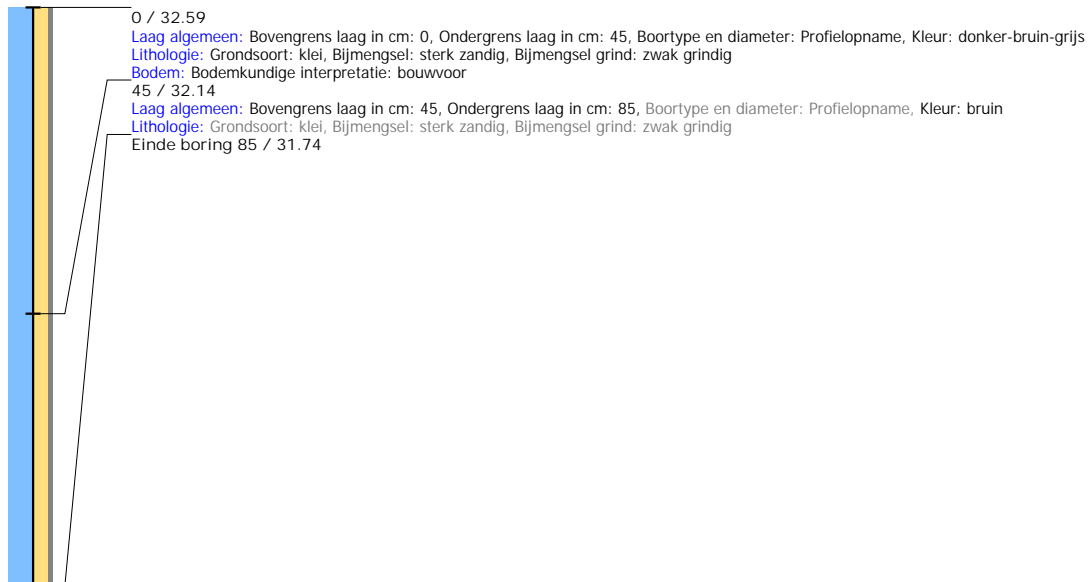 0 / 32.59
Laag algemeen: Bovengrens laag in cm: 0, Ondergrens laag in cm: 45, Boortype en diameter: Profielopname, Kleur: donker-bruin-grijs
Lithologie: Grondsoort: klei, Bijmengsel: sterk zandig, Bijmengsel grind: zwak grindig
Bodem: Bodemkundige interpretatie: bouwvoor
45 / 32.14
Laag algemeen: Bovengrens laag in cm: 45, Ondergrens laag in cm: 85, Boortype en diameter: Profielopname, Kleur: bruin
Lithologie: Grondsoort: klei, Bijmengsel: sterk zandig, Bijmengsel grind: zwak grindig
Einde boring 85 / 31.74